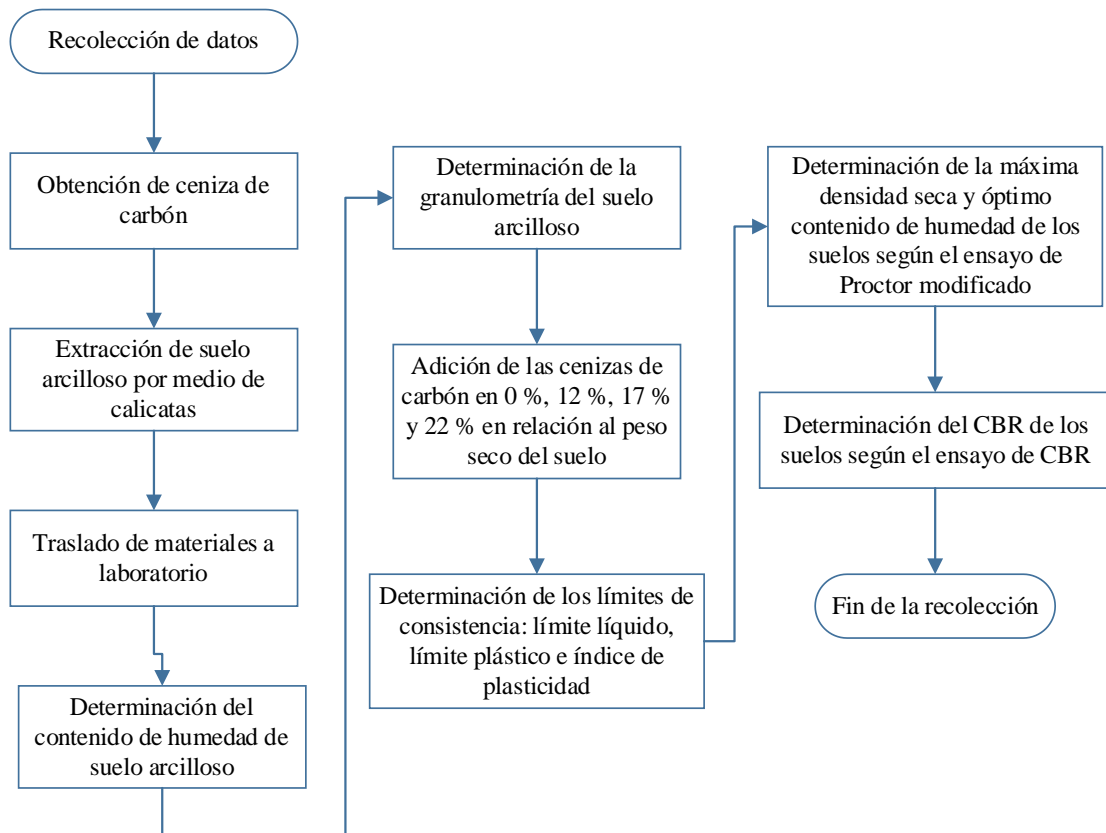 Recolección de datos
Obtención de ceniza de
carbón
Extracción de suelo
arcilloso por medio de
calicatas
Traslado de materiales a
laboratorio
Determinación del
contenido de humedad de
suelo arcilloso
Determinación de la
granulometría del suelo
arcilloso
Adición de las cenizas de
carbón en 0 %, 12 %, 17 %
y 22 % en relación al peso
seco del suelo
Determinación de los límites
de consistencia: límite líquido,
límite plástico e índice de
plasticidad
Determinación de la máxima
densidad seca y óptimo
contenido de humedad de los
suelos según el ensayo de
Proctor modificado
Determinación del CBR de los
suelos según el ensayo de CBR
Fin de la recolección